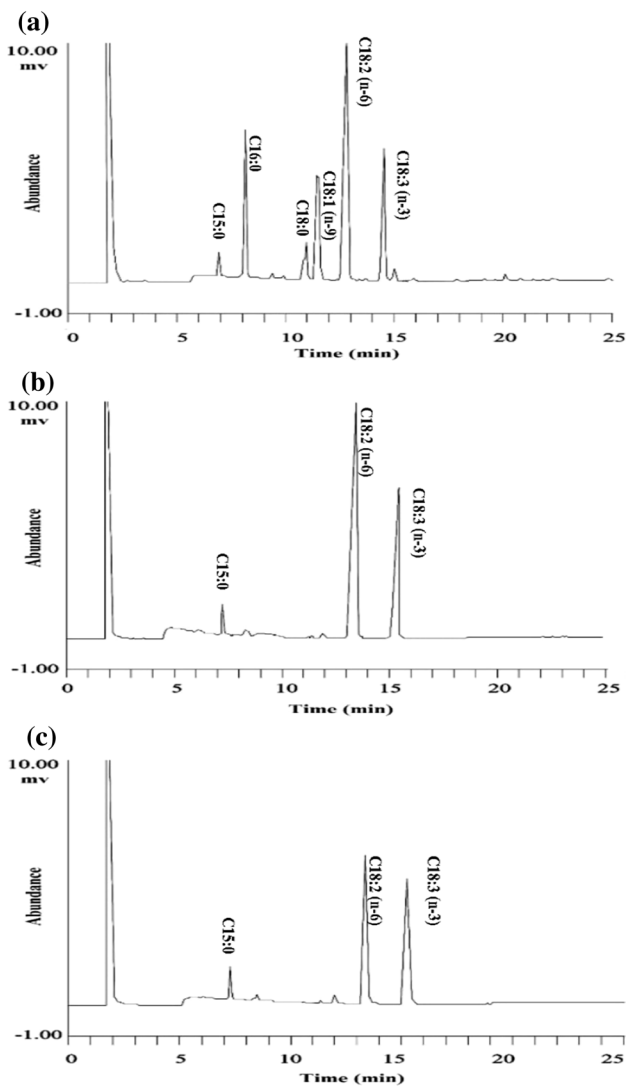 (a)
10.00
mv
Abundance
C15:0
C16:0
C18:0
C18:1 (n-9)
C18:2 (n-6)
C18:3 (n-3)
-1.00
0 5 10 15 20 25
Time (min)
(b)
10.00
mv
Abundance
C15:0
C18:2 (n-6)
C18:3 (n-3)
-1.00
0 5 10 15 20 25
Time (min)
(c)
10.00
mv
Abundance
C15:0
C18:2 (n-6)
C18:3 (n-3)
-1.00
0 5 10 15 20 25
Time (min)